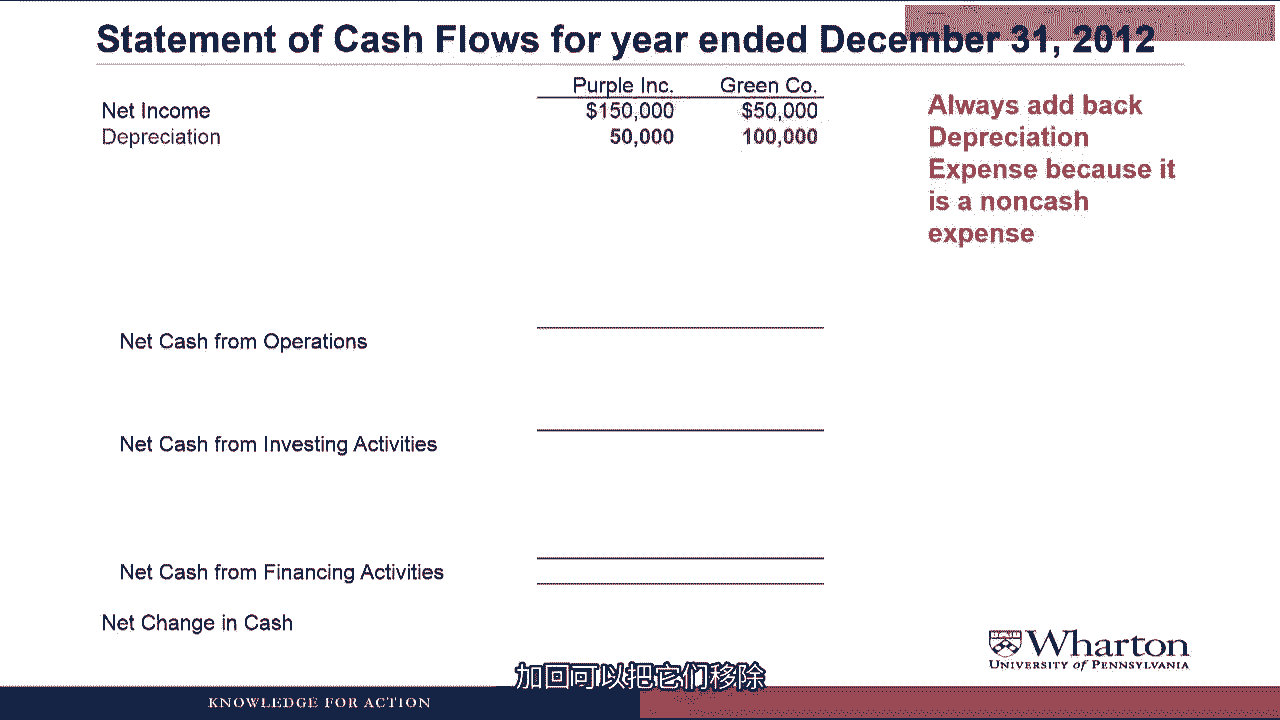 Statement of Cash Flows for year ended December 31, 2012
Purple Inc. Green Co.
Net Income $150,000 $50,000
Depreciation 50,000 100,000
Always add back
Depreciation
Expense because it
is a noncash
expense
Net Cash from Operations
Net Cash from Investing Activities
Net Cash from Financing Activities
Net Change in Cash
Wharton
UNIVERSITY of PENNSYLVANIA
加回可以把它们移除
KNOWLEDGE FOR ACTION